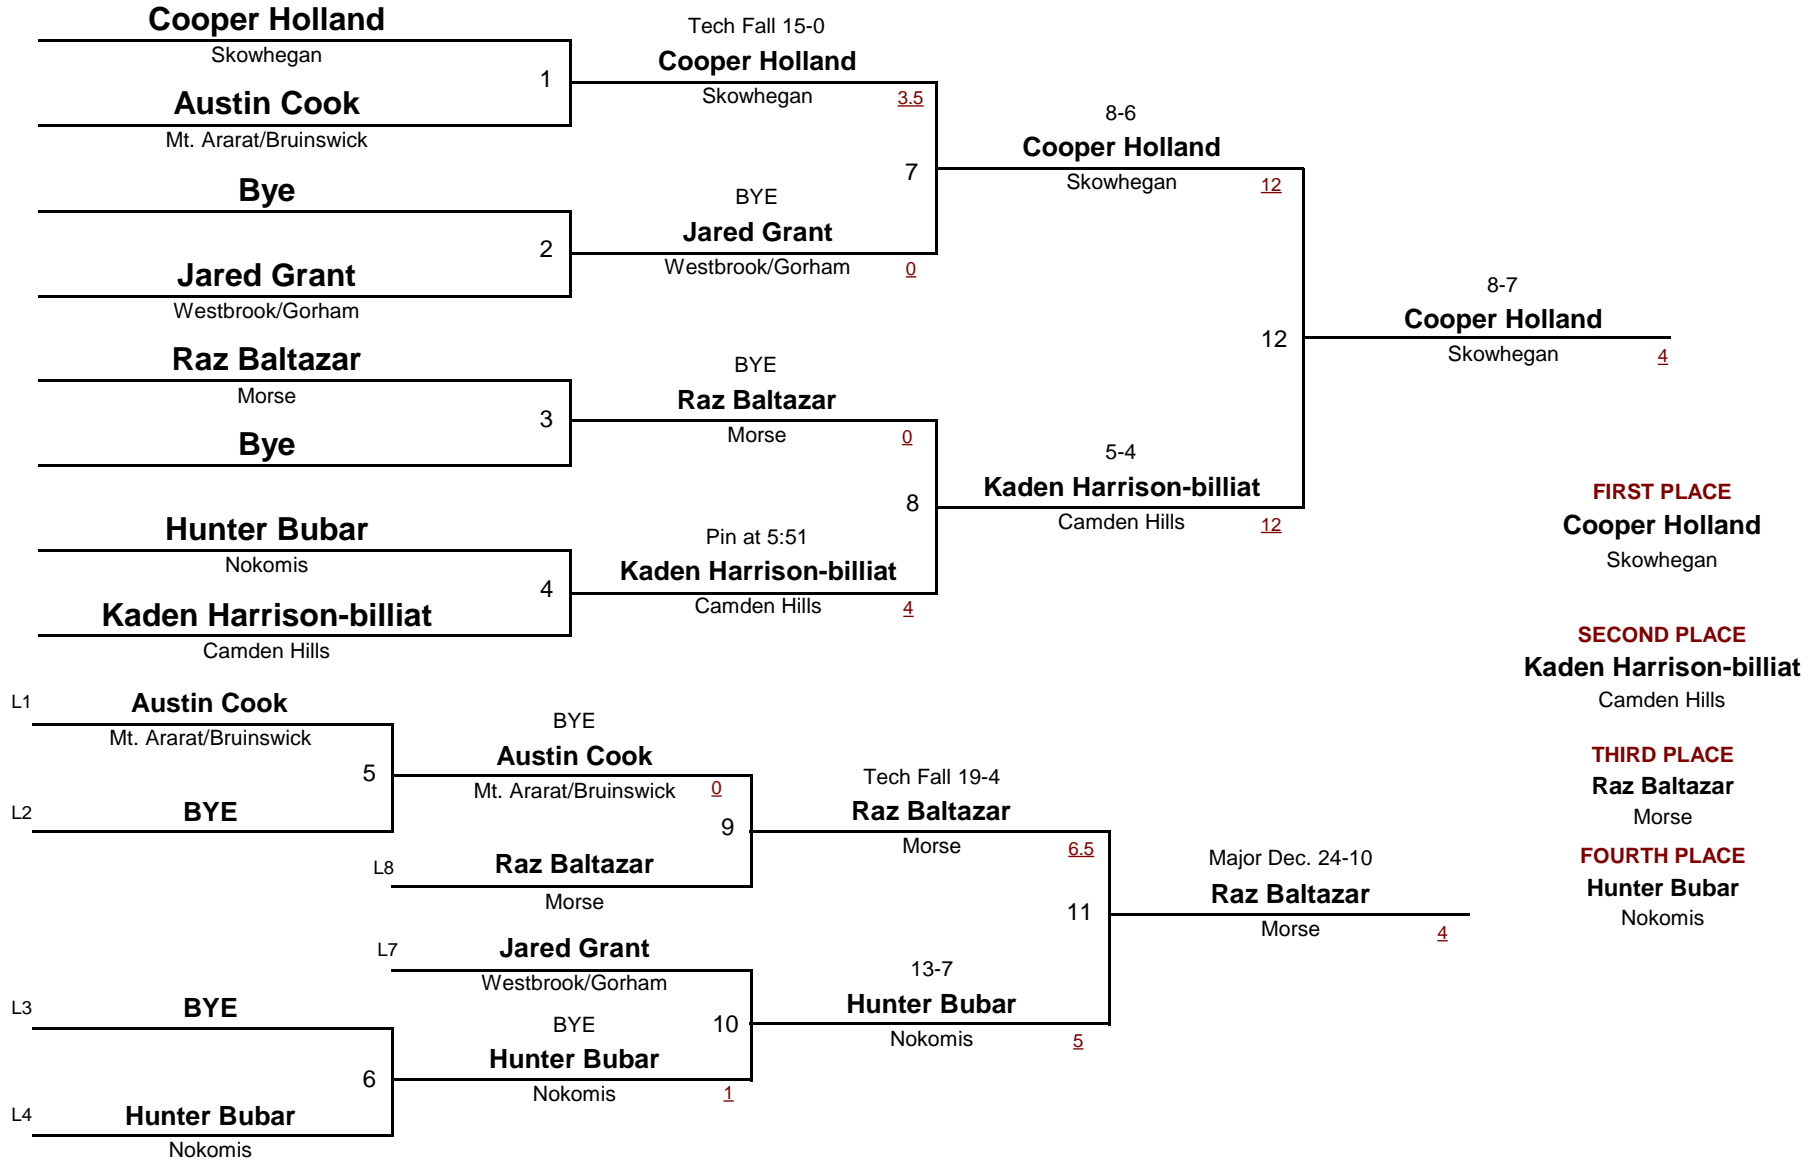 Cooper Holland
Skowhegan
1
Austin Cook
Mt. Ararat/Bruinswick
Bye
2
Jared Grant
Westbrook/Gorham
Raz Baltazar
Morse
3
Bye
Hunter Bubar
Nokomis
4
Kaden Harrison-billiat
Camden Hills
Tech Fall 15-0
Cooper Holland
Skowhegan
3.5
7
BYE
Jared Grant
Westbrook/Gorham
0
BYE
Raz Baltazar
Morse
0
8
Pin at 5:51
Kaden Harrison-billiat
Camden Hills
4
8-6
Cooper Holland
Skowhegan
12
12
5-4
Kaden Harrison-billiat
Camden Hills
12
8-7
Cooper Holland
Skowhegan
4
FIRST PLACE
Cooper Holland
Skowhegan
SECOND PLACE
Kaden Harrison-billiat
Camden Hills
THIRD PLACE
Raz Baltazar
Morse
FOURTH PLACE
Hunter Bubar
Nokomis
L1
Austin Cook
Mt. Ararat/Bruinswick
5
L2
BYE
BYE
Austin Cook
Mt. Ararat/Bruinswick
0
9
L8
Raz Baltazar
Morse
L7
Jared Grant
Westbrook/Gorham
10
L3
BYE
6
L4
Hunter Bubar
Nokomis
BYE
Hunter Bubar
Nokomis
1
Tech Fall 19-4
Raz Baltazar
Morse
6.5
11
13-7
Hunter Bubar
Nokomis
5
Major Dec. 24-10
Raz Baltazar
Morse
4